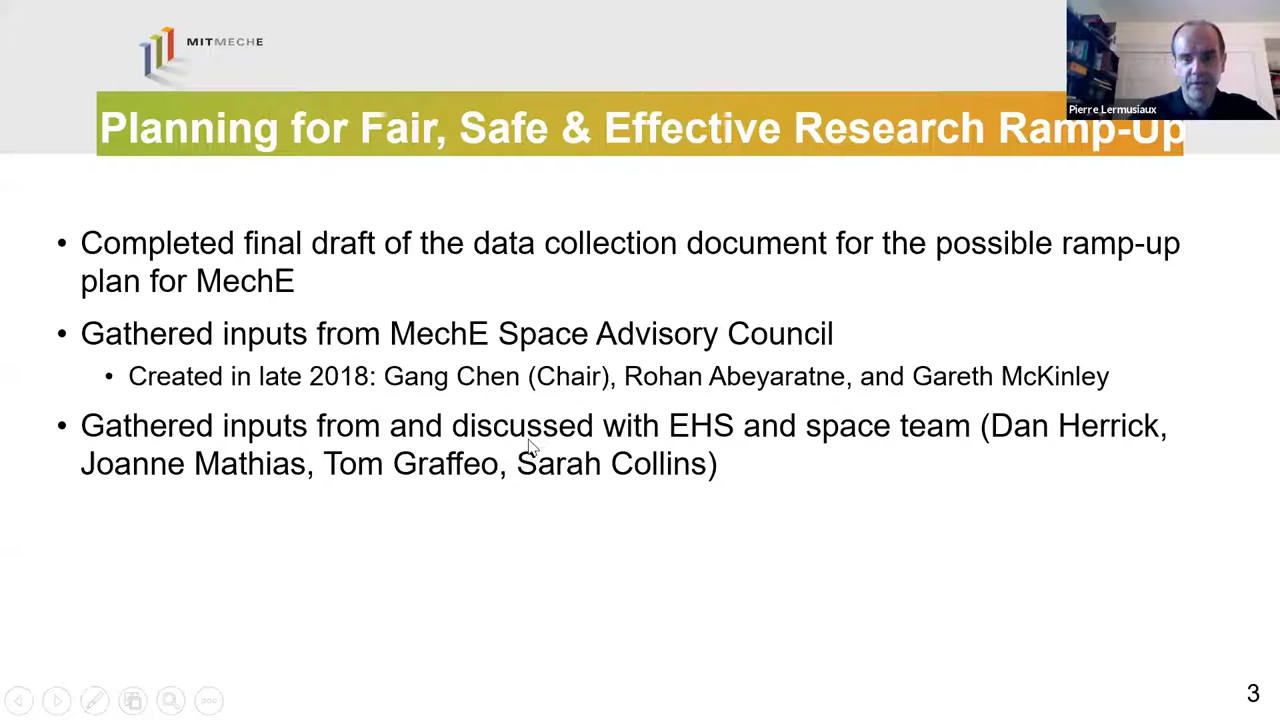 MITMECHE
Pierre Lermusiaux
Planning for Fair, Safe & Effective Research Ramp-Up
• Completed final draft of the data collection document for the possible ramp-up
plan for MechE
• Gathered inputs from MechE Space Advisory Council
• Created in late 2018: Gang Chen (Chair), Rohan Abeyaratne, and Gareth McKinley
• Gathered inputs from and discussed with EHS and space team (Dan Herrick,
Joanne Mathias, Tom Graffeo, Sarah Collins)
3